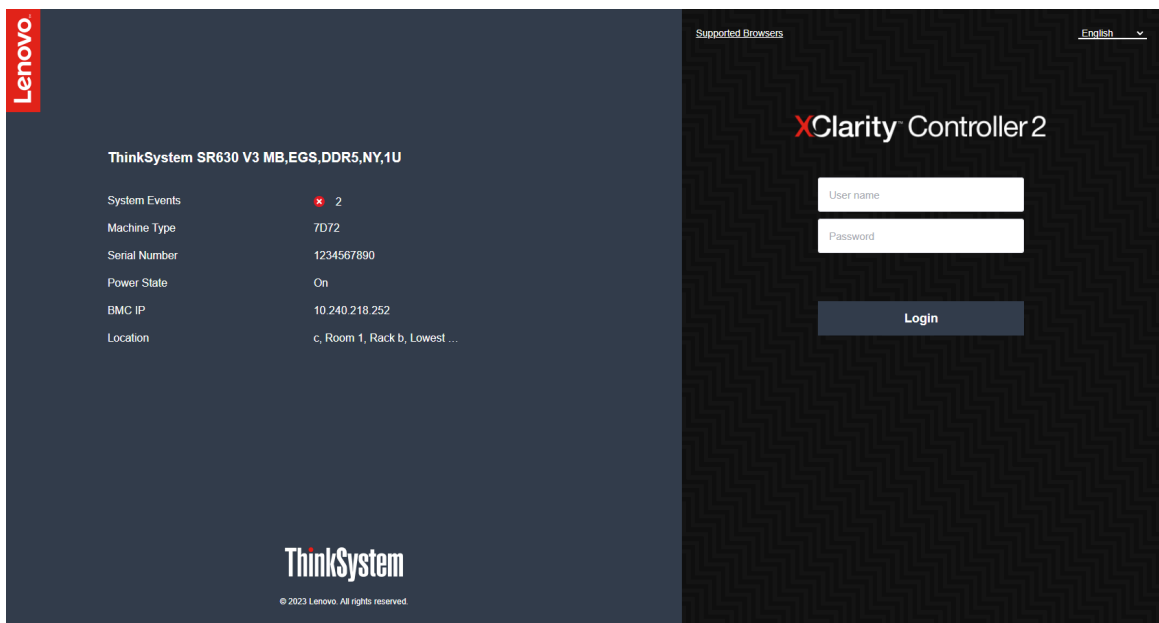 Lenovo.
ThinkSystem SR630 V3 MB,EGS,DDR5,NY,1U
System Events 2
Machine Type 7D72
Serial Number 1234567890
Power State On
BMC IP 10.240.218.252
Location c, Room 1, Rack b, Lowest ...
ThinkSystem
© 2023 Lenovo. All rights reserved.
Supported Browsers
English
XClarity™ Controller 2
User name
Password
Login